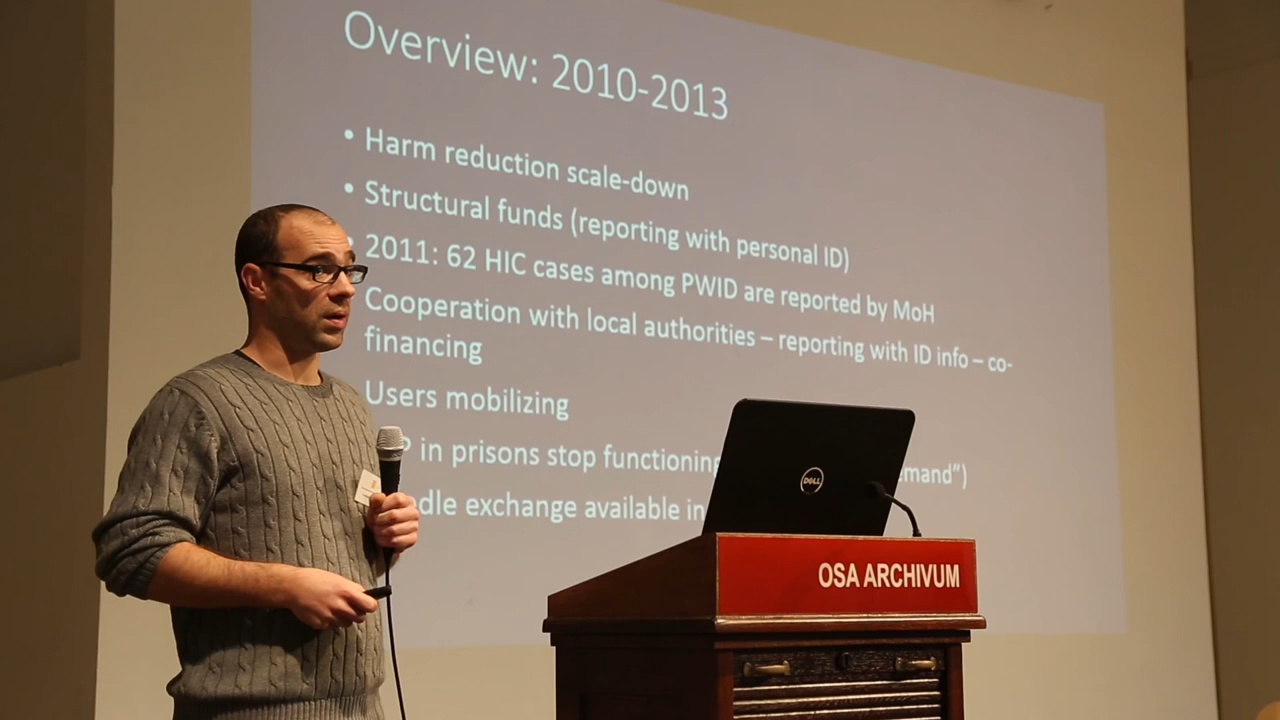 Overview: 2010-2013
• Harm reduction scale-down
• Structural funds (reporting with personal ID)
2011: 62 HIC cases among PWID are reported by MoH
Cooperation with local authorities – reporting with ID info – co-
financing
Users mobilizing
P in prisons stop functioning emand”)
dle exchange available in
DELL
OSA ARCHIVUM